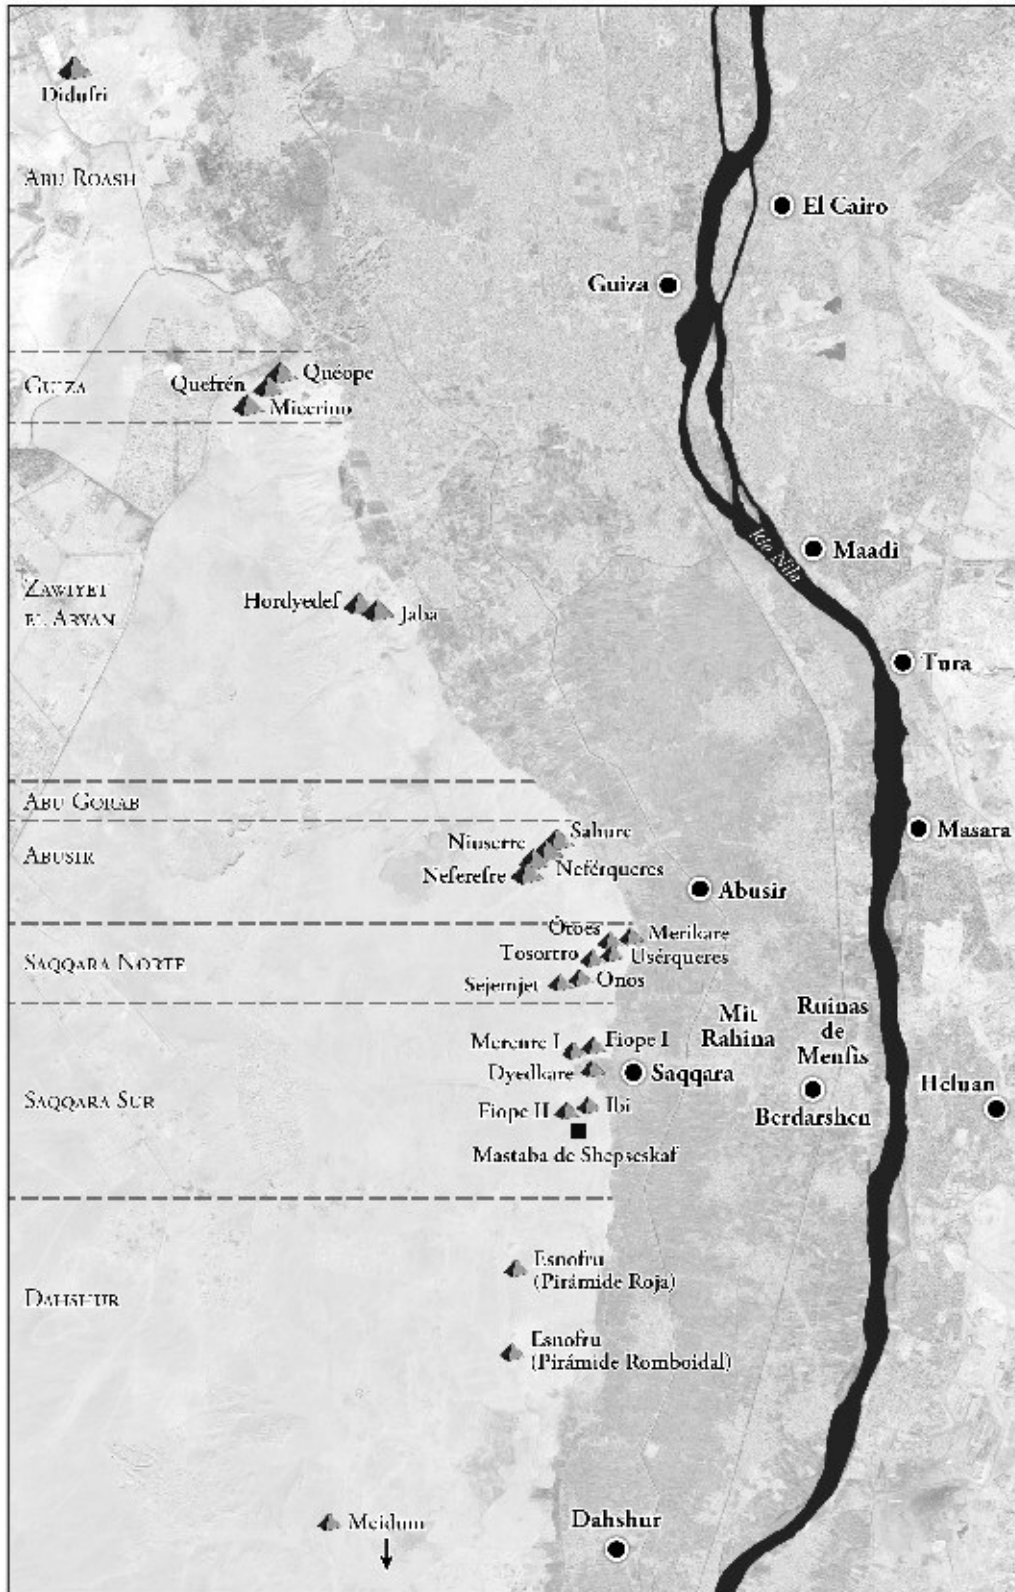 Didufri
ABU ROASH
El Cairo
Guiza
GUIZA
Quefrén
Quéope
Micerino
Río Nilo
Maadi
ZAWIYET
EL ARYAN
Hordyedef
Jaba
Tura
ABU GORAB
ABUSIR
Niuserre
Sahure
Neferefre
Neférqueres
Masara
Abusir
SAQQARA NORTE
Ótoes
Merikare
Tosortro
Usérqueres
Sejemjet
Onos
Merenre I
Fiope I
Dyedkare
Saqqara
Mit
Rahina
Ruinas
de
Menfis
Berdarshen
Heluan
SAQQARA SUR
Fiope II
Ibi
Mastaba de Shepseskaf
DAHSHUR
Esnofru
(Pirámide Roja)
Esnofru
(Pirámide Romboidal)
Meidum
Dahshur